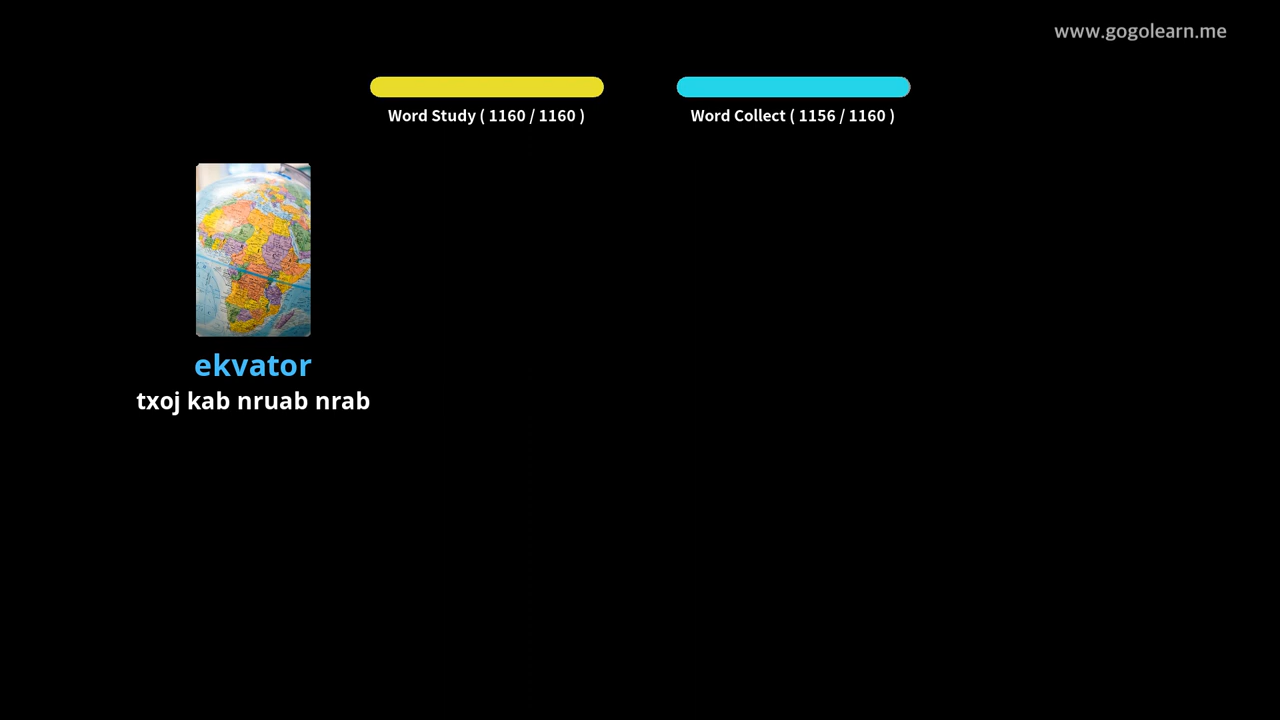 www.gogolearn.me
Word Study ( 1160 / 1160 )
Word Collect ( 1156 / 1160 )
ekvator
txoj kab nruab nrab